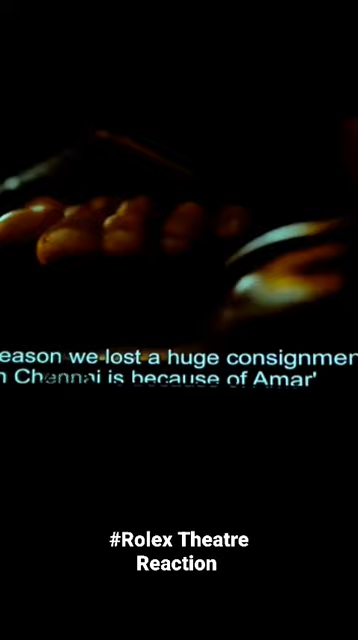 eason we lost a huge consignmen
n Chennai is because of Amar'
#Rolex Theatre
Reaction